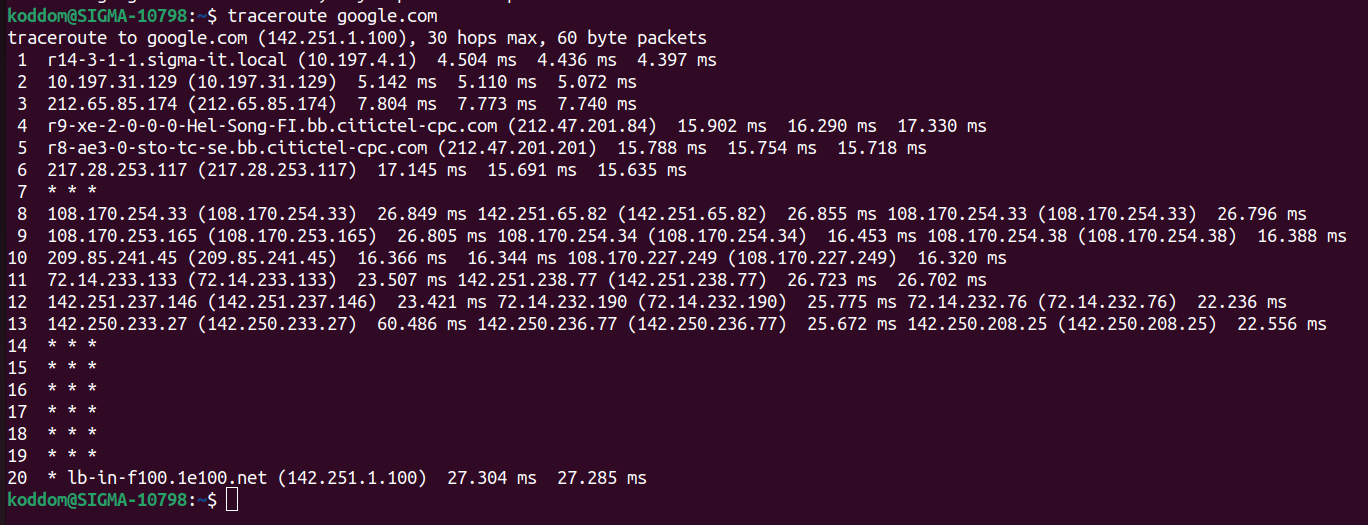 koddom@SIGMA-10798:~$ traceroute google.com
traceroute to google.com (142.251.1.100), 30 hops max, 60 byte packets
 1  r14-3-1-1.sigma-it.local (10.197.4.1)  4.504 ms  4.436 ms  4.397 ms
 2  10.197.31.129 (10.197.31.129)  5.142 ms  5.110 ms  5.072 ms
 3  212.65.85.174 (212.65.85.174)  7.804 ms  7.773 ms  7.740 ms
 4  r9-xe-2-0-0-0-Hel-Song-FI.bb.citictel-cpc.com (212.47.201.84)  15.902 ms  16.290 ms  17.330 ms
 5  r8-ae3-0-sto-tc-se.bb.citictel-cpc.com (212.47.201.201)  15.788 ms  15.754 ms  15.718 ms
 6  217.28.253.117 (217.28.253.117)  17.145 ms  15.691 ms  15.635 ms
 7  * * *
 8  108.170.254.33 (108.170.254.33)  26.849 ms 142.251.65.82 (142.251.65.82)  26.855 ms 108.170.254.33 (108.170.254.33)  26.796 ms
 9  108.170.253.165 (108.170.253.165)  26.805 ms 108.170.254.34 (108.170.254.34)  16.453 ms 108.170.254.38 (108.170.254.38)  16.388 ms
10  209.85.241.45 (209.85.241.45)  16.366 ms  16.344 ms 108.170.227.249 (108.170.227.249)  16.320 ms
11  72.14.233.133 (72.14.233.133)  23.507 ms 142.251.238.77 (142.251.238.77)  26.723 ms  26.702 ms
12  142.251.237.146 (142.251.237.146)  23.421 ms 72.14.232.190 (72.14.232.190)  25.775 ms 72.14.232.76 (72.14.232.76)  22.236 ms
13  142.250.233.27 (142.250.233.27)  60.486 ms 142.250.236.77 (142.250.236.77)  25.672 ms 142.250.208.25 (142.250.208.25)  22.556 ms
14  * * *
15  * * *
16  * * *
17  * * *
18  * * *
19  * * *
20  * lb-in-f100.1e100.net (142.251.1.100)  27.304 ms  27.285 ms
koddom@SIGMA-10798:~$